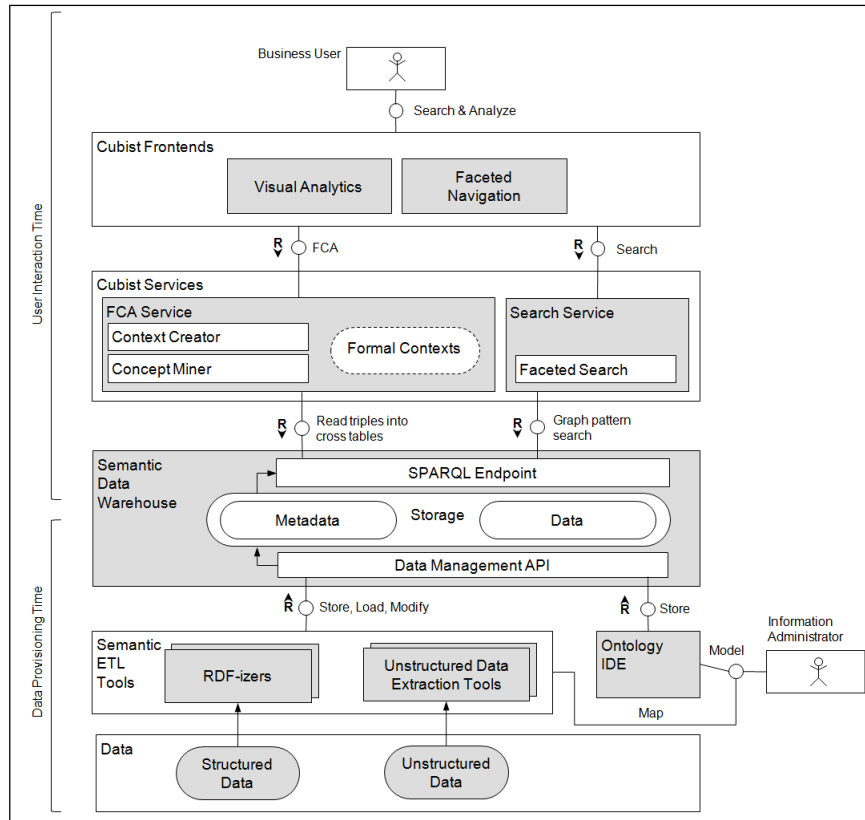 Business User
Search & Analyze
Cubist Frontends
Visual Analytics
Faceted
Navigation
R
FCA
R
Search
Cubist Services
FCA Service
Context Creator
Concept Miner
Formal Contexts
Search Service
Faceted Search
User Interaction Time
R
Read triples into
cross tables
R
Graph pattern
search
Semantic
Data
Warehouse
SPARQL Endpoint
Metadata
Storage
Data
Data Management API
R
Store, Load, Modify
R
Store
Data Provisioning Time
Semantic
ETL
Tools
RDF-izers
Unstructured Data
Extraction Tools
Ontology
IDE
Model
Information
Administrator
Map
Data
Structured
Data
Unstructured
Data